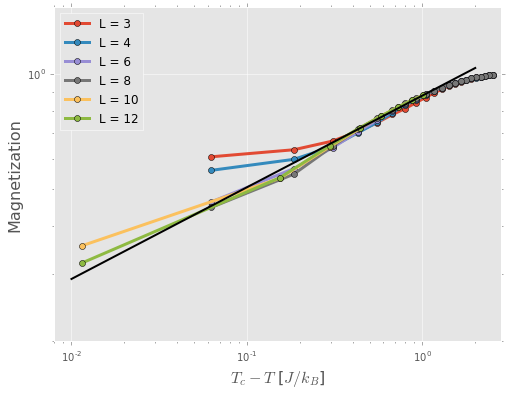 L = 3
L = 4
L = 6
L = 8
L = 10
L = 12
10⁰
Magnetization
10⁻² 10⁻¹ 10⁰
T_c − T [J/k_B]